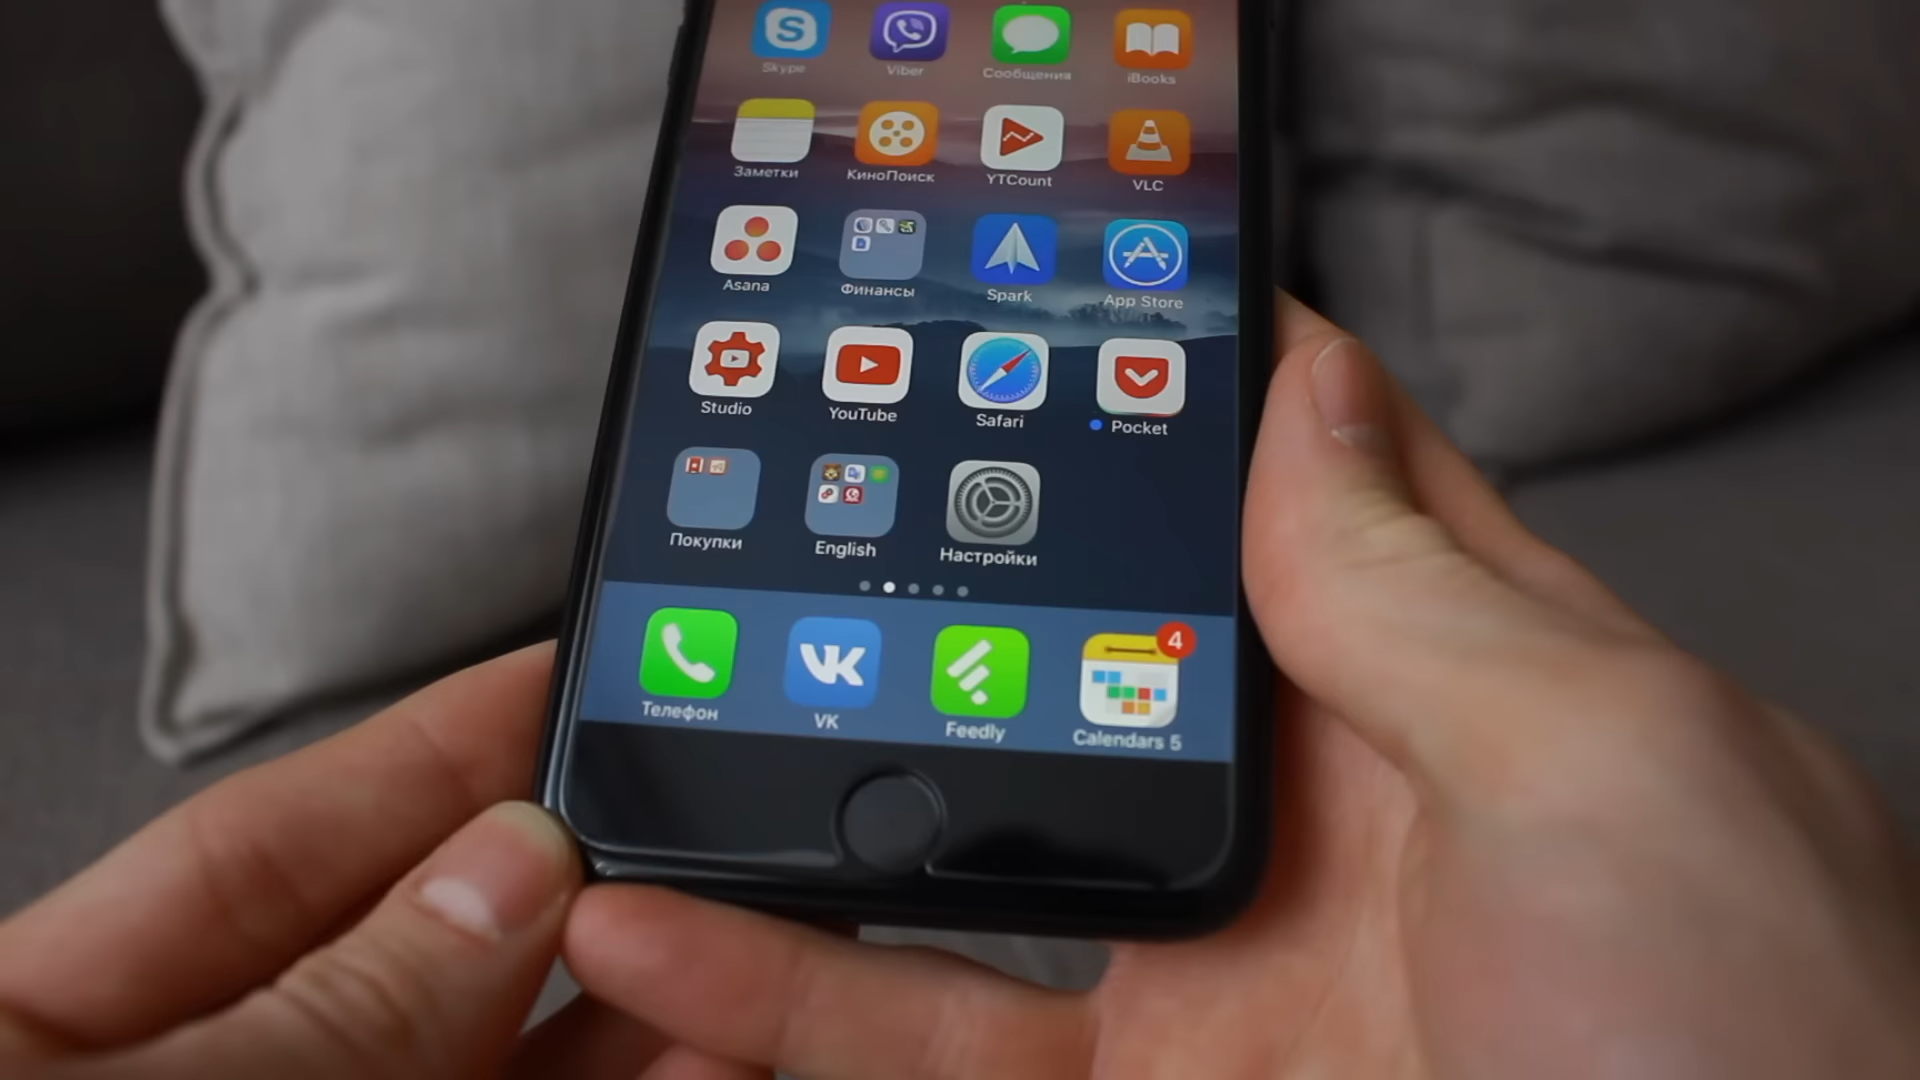 Skype Viber Сообщения iBooks
Заметки КиноПоиск YTCount VLC
Asana Финансы Spark App Store
Studio YouTube Safari Pocket
Покупки English Настройки
4
Телефон VK Feedly Calendars 5